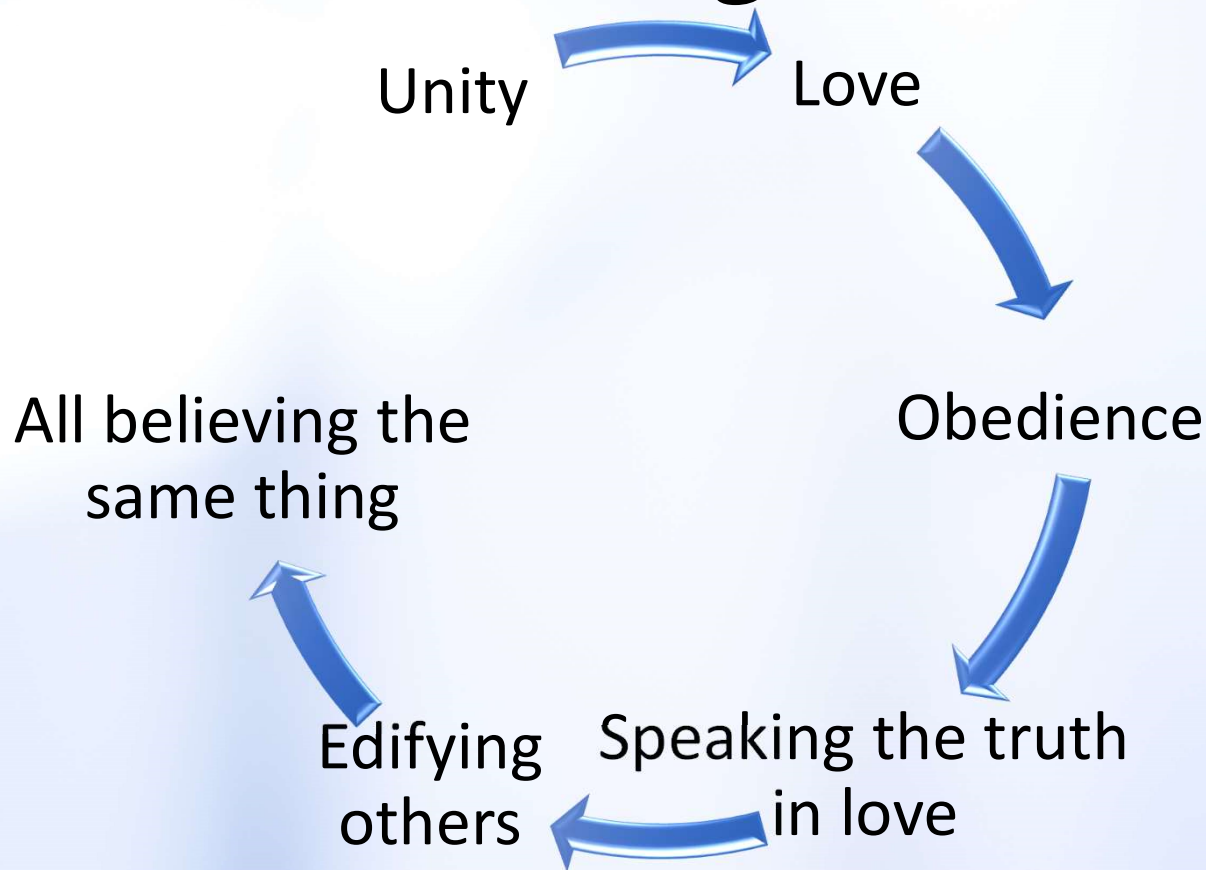 Unity
Love
Obedience
Speaking the truth
in love
Edifying
others
All believing the
same thing